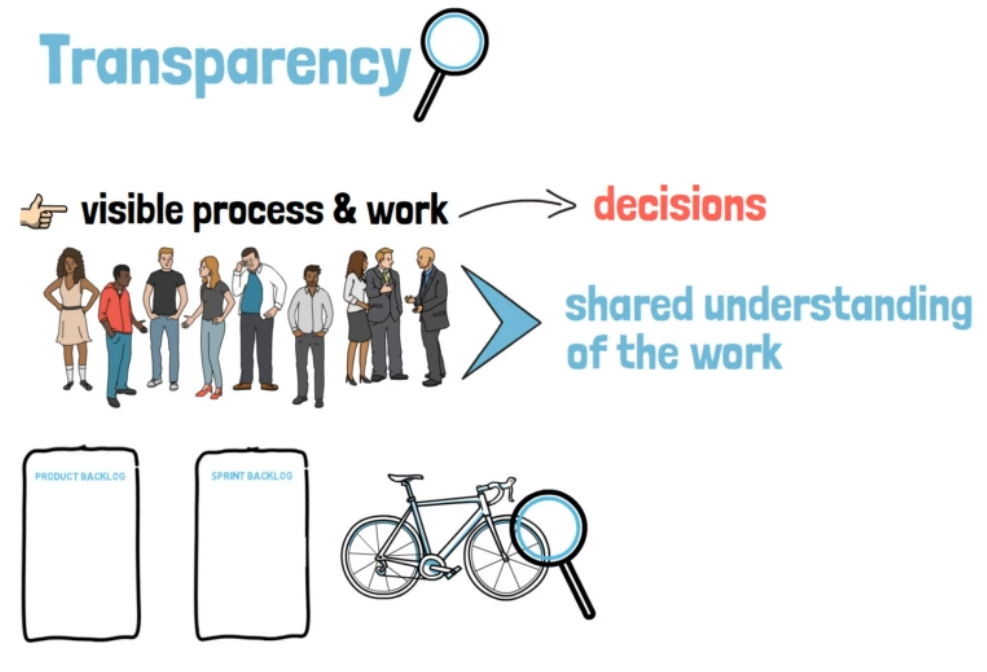 Transparency
visible process & work
decisions
shared understanding
of the work
PRODUCT BACKLOG
SPRINT BACKLOG